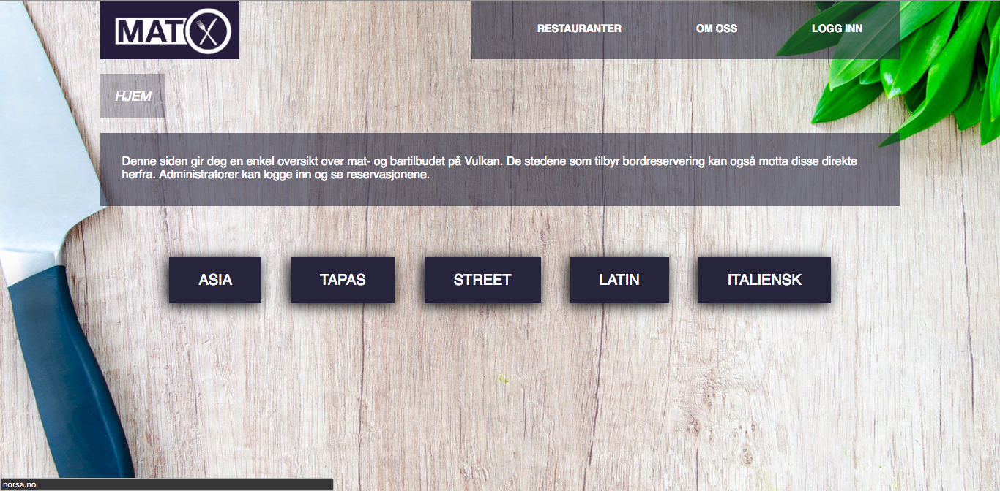 MAT
RESTAURANTER
OM OSS
LOGG INN
HJEM
Denne siden gir deg en enkel oversikt over mat- og bartilbudet på Vulkan. De stedene som tilbyr bordreservering kan også motta disse direkte
herfra. Administratorer kan logge inn og se reservasjonene.
ASIA
TAPAS
STREET
LATIN
ITALIENSK
norsa.no